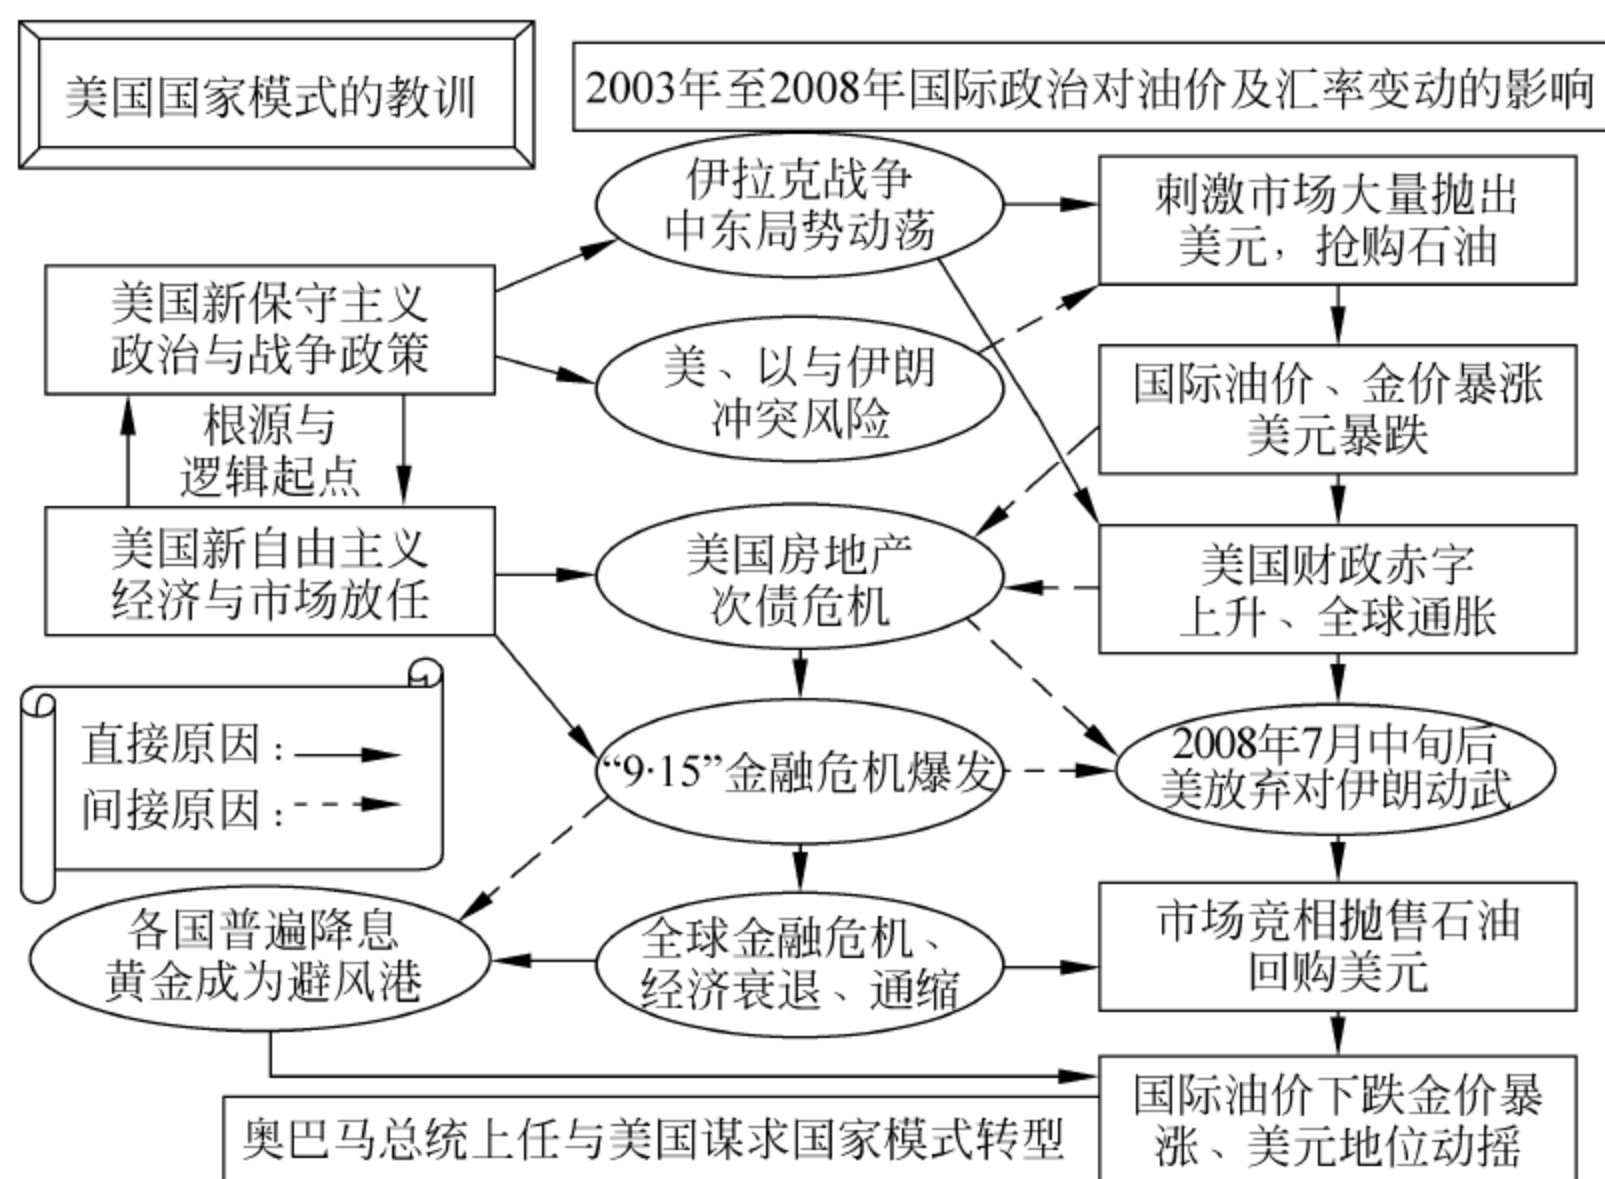 美国国家模式的教训
2003年至2008年国际政治对油价及汇率变动的影响
伊拉克战争
中东局势动荡
刺激市场大量抛出
美元，抢购石油
美国新保守主义
政治与战争政策
美、以与伊朗
冲突风险
国际油价、金价暴涨
美元暴跌
根源与
逻辑起点
美国新自由主义
经济与市场放任
美国房地产
次债危机
美国财政赤字
上升、全球通胀
直接原因：
间接原因：
“9·15”金融危机爆发
2008年7月中旬后
美放弃对伊朗动武
各国普遍降息
黄金成为避风港
全球金融危机、
经济衰退、通缩
市场竞相抛售石油
回购美元
国际油价下跌金价暴
涨、美元地位动摇
奥巴马总统上任与美国谋求国家模式转型